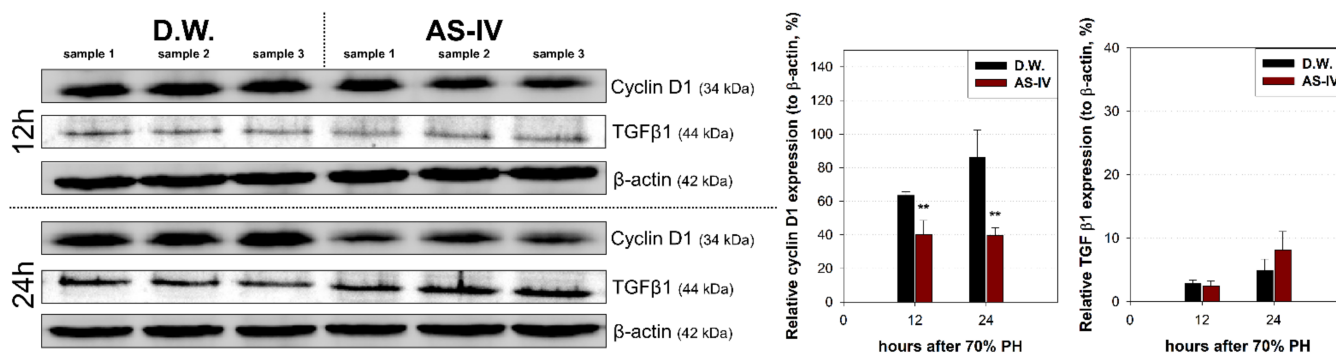 D.W. AS-IV
sample 1 sample 2 sample 3 sample 1 sample 2 sample 3
12h
Cyclin D1 (34 kDa)
TGFβ1 (44 kDa)
β-actin (42 kDa)
24h
Cyclin D1 (34 kDa)
TGFβ1 (44 kDa)
β-actin (42 kDa)
Relative cyclin D1 expression (to β-actin, %)
140
120
100
80
60
40
20
0
D.W.
AS-IV
**
**
0 12 24
hours after 70% PH
Relative TGF β1 expression (to β-actin, %)
40
30
20
10
0
D.W.
AS-IV
0 12 24
hours after 70% PH